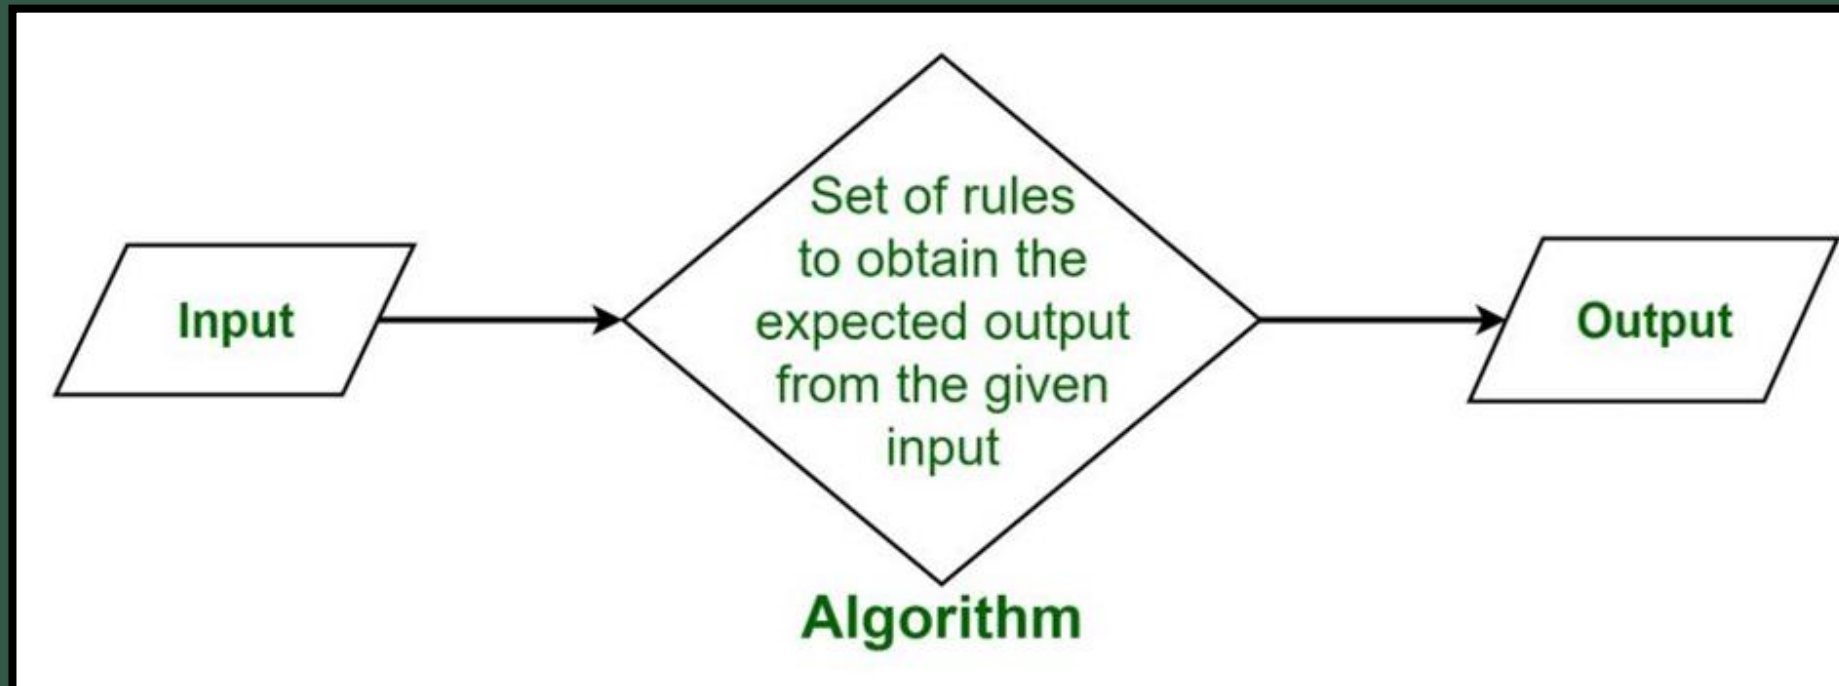 Input
Set of rules
to obtain the
expected output
from the given
input
Output
Algorithm